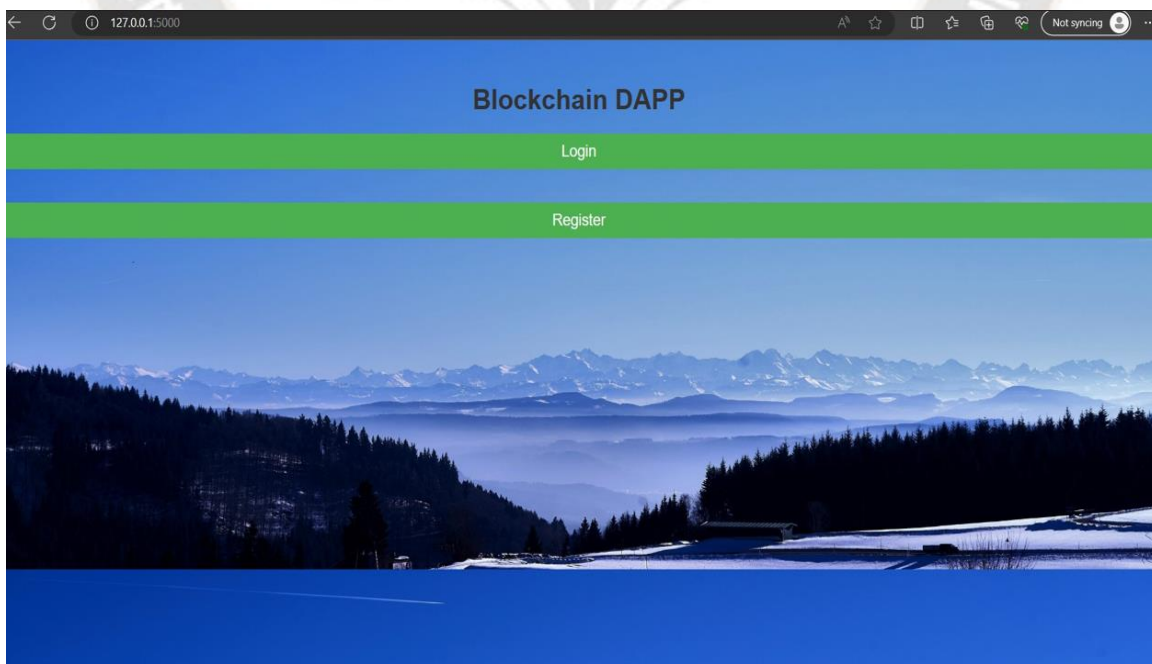 127.0.0.1:5000
Not syncing
Blockchain DAPP
Login
Register